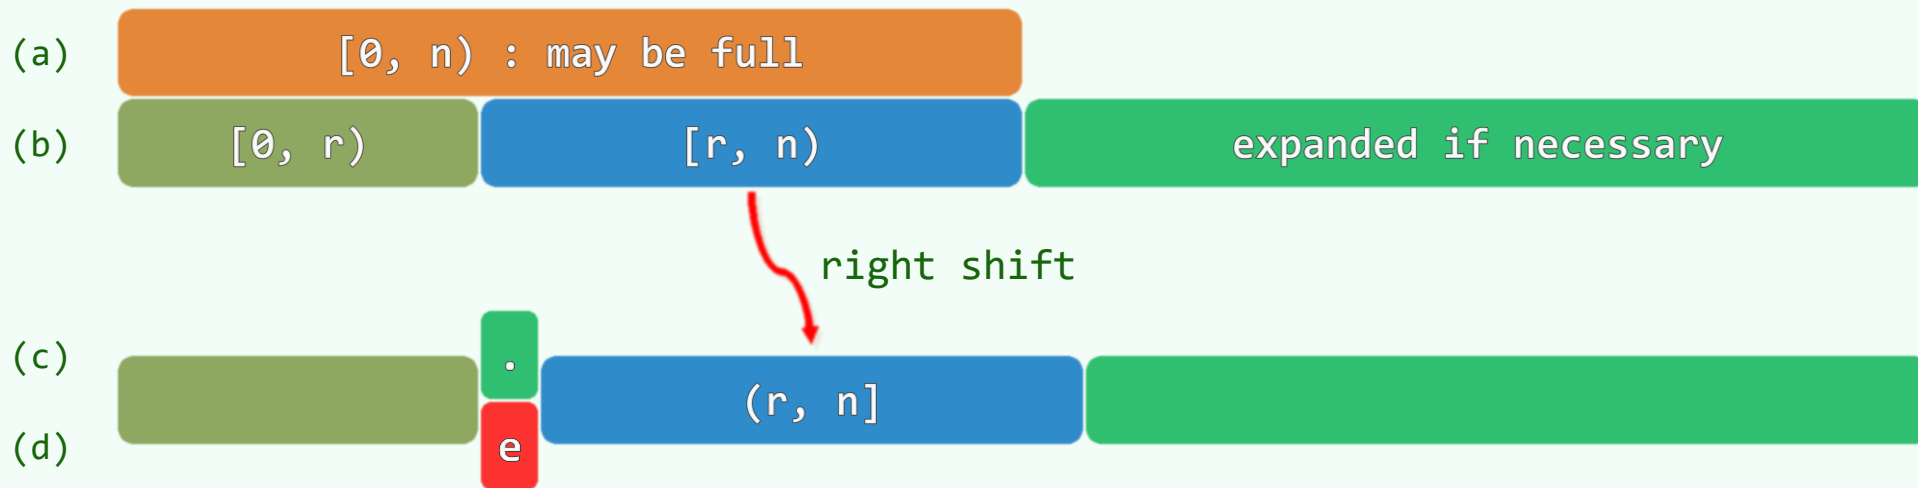 (a) [0, n) : may be full
(b) [0, r) [r, n) expanded if necessary
right shift
(c) .
(r, n]
(d) e